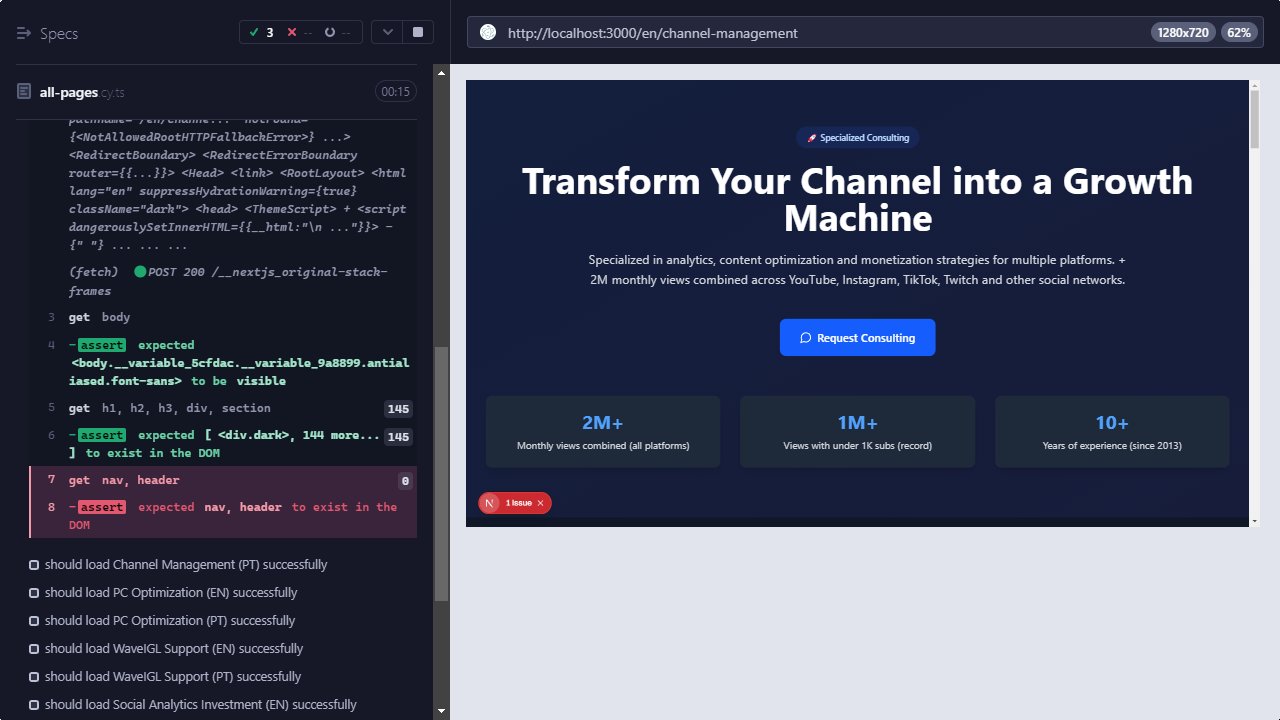 Specs
3
--
--
http://localhost:3000/en/channel-management
1280x720
62%
all-pages.cy.ts
00:15
{<NotAllowedRootHTTPFallbackError>} ...>
<RedirectBoundary> <RedirectErrorBoundary
router={{...}}> <Head> <link> <RootLayout> <html
lang="en" suppressHydrationWarning={true}
className="dark"> <head> <ThemeScript> + <script
dangerouslySetInnerHTML={{__html:"\n ..."}}> -
{" "} ... ... ...
(fetch) POST 200 /__nextjs_original-stack-
frames
3 get body
4 -assert expected
<body.__variable_5cfdac.__variable_9a8899.antial
iased.font-sans> to be visible
5 get h1, h2, h3, div, section 145
6 -assert expected [ <div.dark>, 144 more... 145
] to exist in the DOM
7 get nav, header 0
8 -assert expected nav, header to exist in the
DOM
should load Channel Management (PT) successfully
should load PC Optimization (EN) successfully
should load PC Optimization (PT) successfully
should load WaveIGL Support (EN) successfully
should load WaveIGL Support (PT) successfully
should load Social Analytics Investment (EN) successfully
🚀 Specialized Consulting
Transform Your Channel into a Growth
Machine
Specialized in analytics, content optimization and monetization strategies for multiple platforms. +
2M monthly views combined across YouTube, Instagram, TikTok, Twitch and other social networks.
Request Consulting
2M+
Monthly views combined (all platforms)
1M+
Views with under 1K subs (record)
10+
Years of experience (since 2013)
N 1 Issue